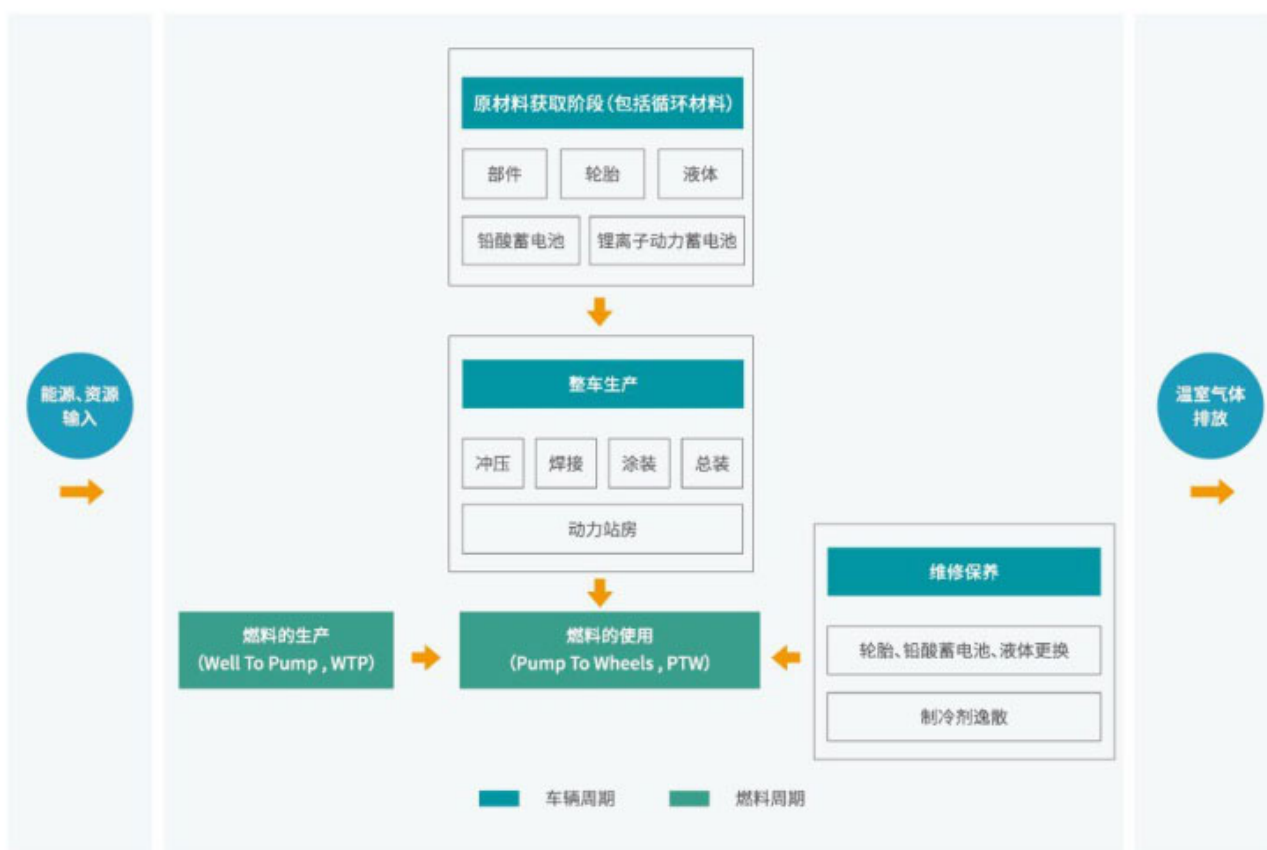 原材料获取阶段（包括循环材料）
部件
轮胎
液体
铅酸蓄电池
锂离子动力蓄电池
能源、资源
输入
整车生产
冲压
焊接
涂装
总装
动力站房
温室气体
排放
燃料的生产
(Well To Pump , WTP)
燃料的使用
(Pump To Wheels , PTW)
维修保养
轮胎、铅酸蓄电池、液体更换
制冷剂逸散
车辆周期
燃料周期